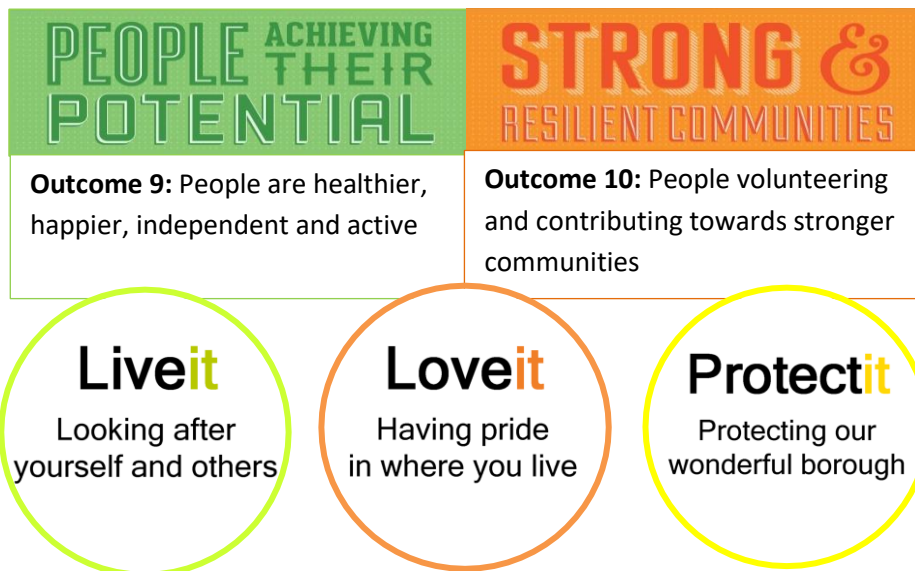 PEOPLE ACHIEVING
THEIR
POTENTIAL
STRONG &
RESILIENT COMMUNITIES
Outcome 9: People are healthier,
happier, independent and active
Outcome 10: People volunteering
and contributing towards stronger
communities
Liveit
Looking after
yourself and others
Loveit
Having pride
in where you live
Protectit
Protecting our
wonderful borough